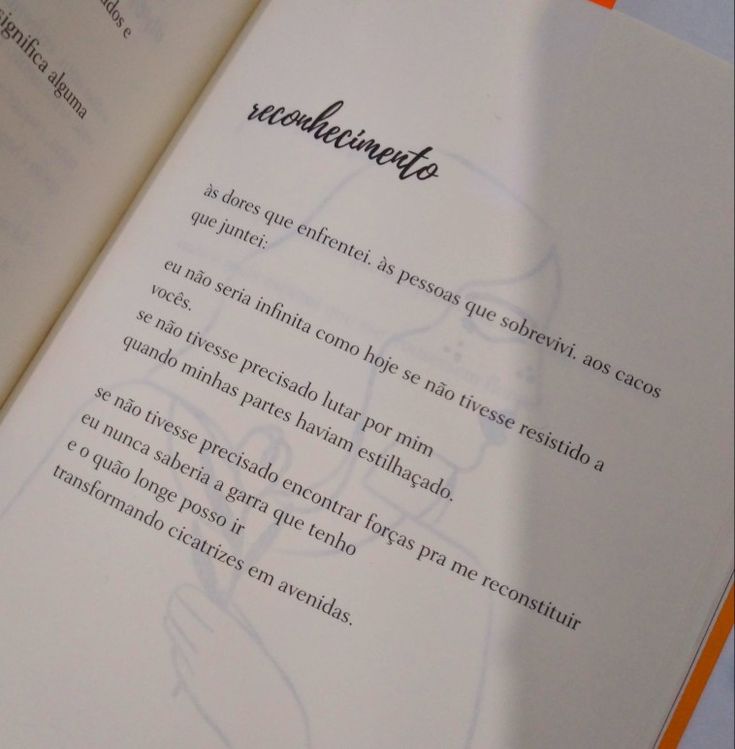 ados e
significa alguma
reconhecimento
às dores que enfrentei. às pessoas que sobrevivi. aos cacos
que juntei:
eu não seria infinita como hoje se não tivesse resistido a
vocês.
se não tivesse precisado lutar por mim
quando minhas partes haviam estilhaçado.
se não tivesse precisado encontrar forças pra me reconstituir
eu nunca saberia a garra que tenho
e o quão longe posso ir
transformando cicatrizes em avenidas.